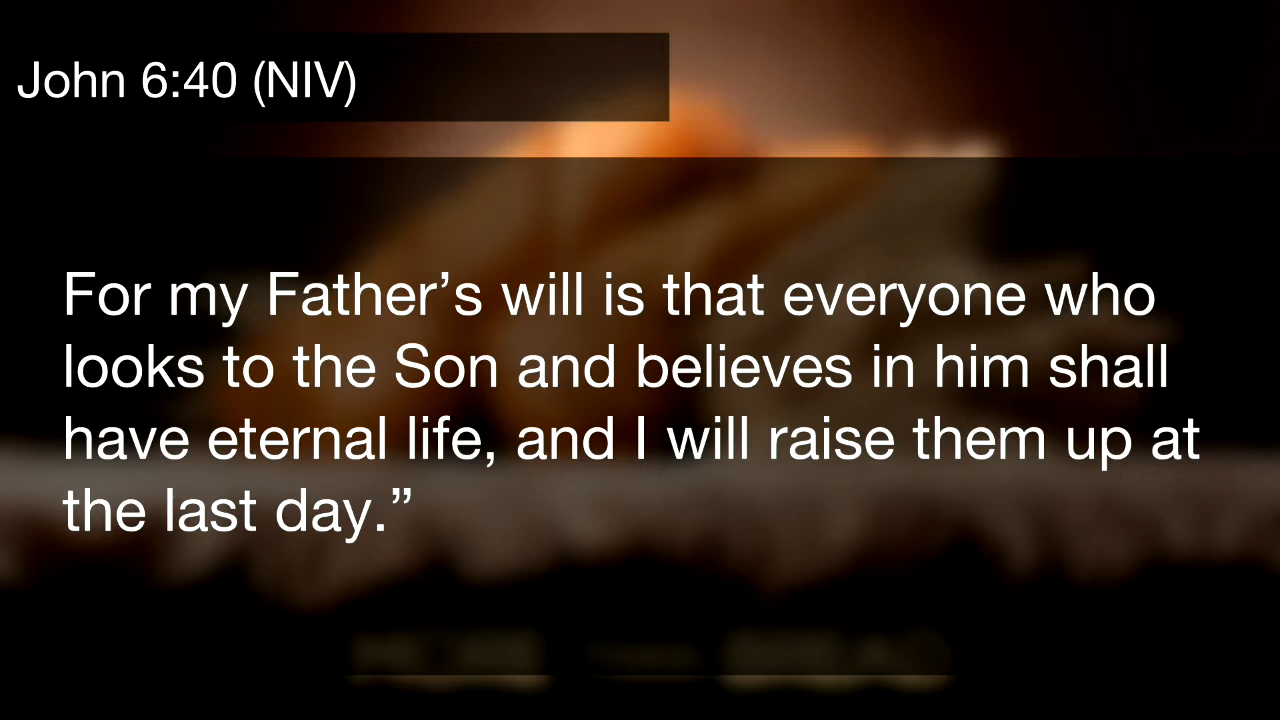 John 6:40 (NIV)
For my Father’s will is that everyone who
looks to the Son and believes in him shall
have eternal life, and I will raise them up at
the last day.”